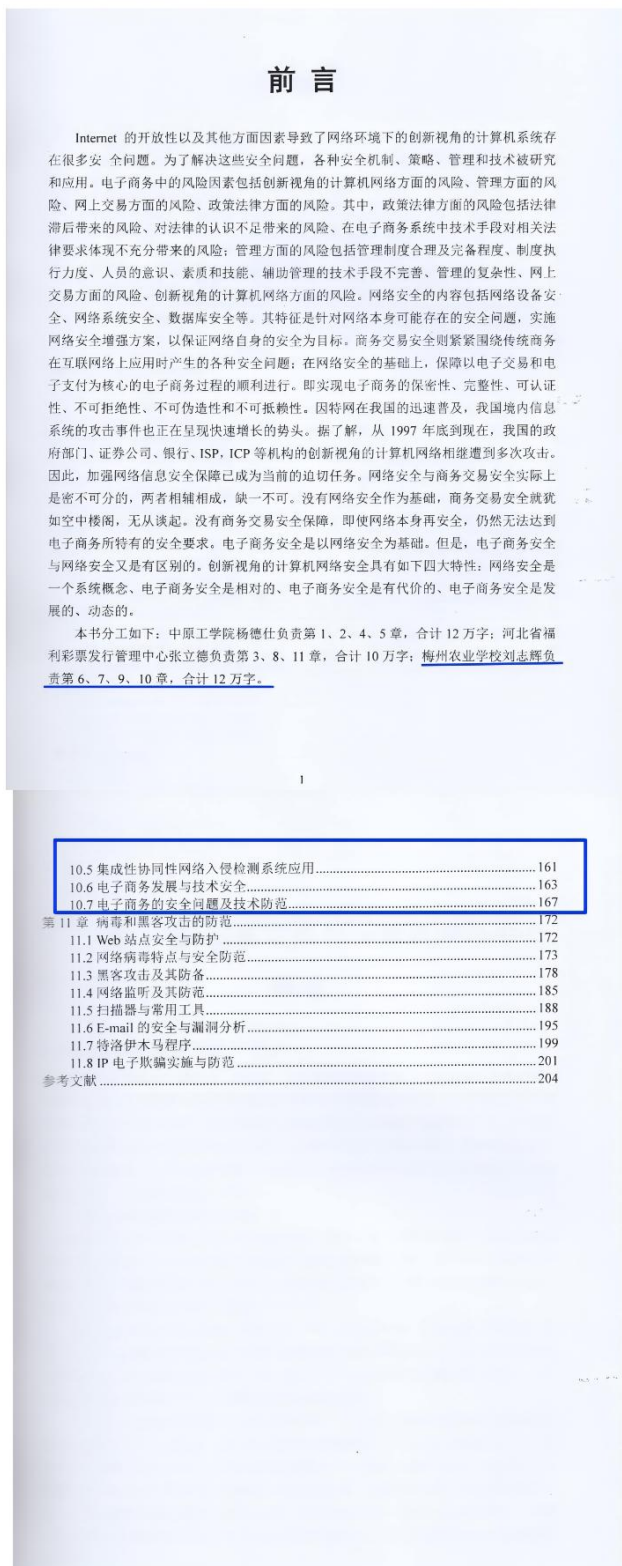 前 言
Internet 的开放性以及其他方面因素导致了网络环境下的创新视角的计算机系统存
在很多安 全问题。为了解决这些安全问题，各种安全机制、策略、管理和技术被研究
和应用。电子商务中的风险因素包括创新视角的计算机网络方面的风险、管理方面的风
险、网上交易方面的风险、政策法律方面的风险。其中，政策法律方面的风险包括法律
滞后带来的风险、对法律的认识不足带来的风险、在电子商务系统中技术手段对相关法
律要求体现不充分带来的风险；管理方面的风险包括管理制度合理及完备程度、制度执
行力度、人员的意识、素质和技能、辅助管理的技术手段不完善、管理的复杂性、网上
交易方面的风险、创新视角的计算机网络方面的风险。网络安全的内容包括网络设备安
全、网络系统安全、数据库安全等。其特征是针对网络本身可能存在的安全问题，实施
网络安全增强方案，以保证网络自身的安全为目标。商务交易安全则紧紧围绕传统商务
在互联网络上应用时产生的各种安全问题；在网络安全的基础上，保障以电子交易和电
子支付为核心的电子商务过程的顺利进行。即实现电子商务的保密性、完整性、可认证
性、不可拒绝性、不可伪造性和不可抵赖性。因特网在我国的迅速普及，我国境内信息
系统的攻击事件也正在呈现快速增长的势头。据了解，从 1997 年底到现在，我国的政
府部门、证券公司、银行、ISP，ICP 等机构的创新视角的计算机网络相继遭到多次攻击。
因此，加强网络信息安全保障已成为当前的迫切任务。网络安全与商务交易安全实际上
是密不可分的，两者相辅相成，缺一不可。没有网络安全作为基础，商务交易安全就犹
如空中楼阁，无从谈起。没有商务交易安全保障，即使网络本身再安全，仍然无法达到
电子商务所特有的安全要求。电子商务安全是以网络安全为基础。但是，电子商务安全
与网络安全又是有区别的。创新视角的计算机网络安全具有如下四大特性：网络安全是
一个系统概念、电子商务安全是相对的、电子商务安全是有代价的、电子商务安全是发
展的、动态的。
本书分工如下：中原工学院杨德仕负责第 1、2、4、5 章，合计 12 万字；河北省福
利彩票发行管理中心张立德负责第 3、8、11 章，合计 10 万字；梅州农业学校刘志辉负
责第 6、7、9、10 章，合计 12 万字。
1
10.5 集成性协同性网络入侵检测系统应用 161
10.6 电子商务发展与技术安全 163
10.7 电子商务的安全问题及技术防范 167
第 11 章 病毒和黑客攻击的防范 172
11.1 Web 站点安全与防护 172
11.2 网络病毒特点与安全防范 173
11.3 黑客攻击及其防备 178
11.4 网络监听及其防范 185
11.5 扫描器与常用工具 188
11.6 E-mail 的安全与漏洞分析 195
11.7 特洛伊木马程序 199
11.8 IP 电子欺骗实施与防范 201
参考文献 204